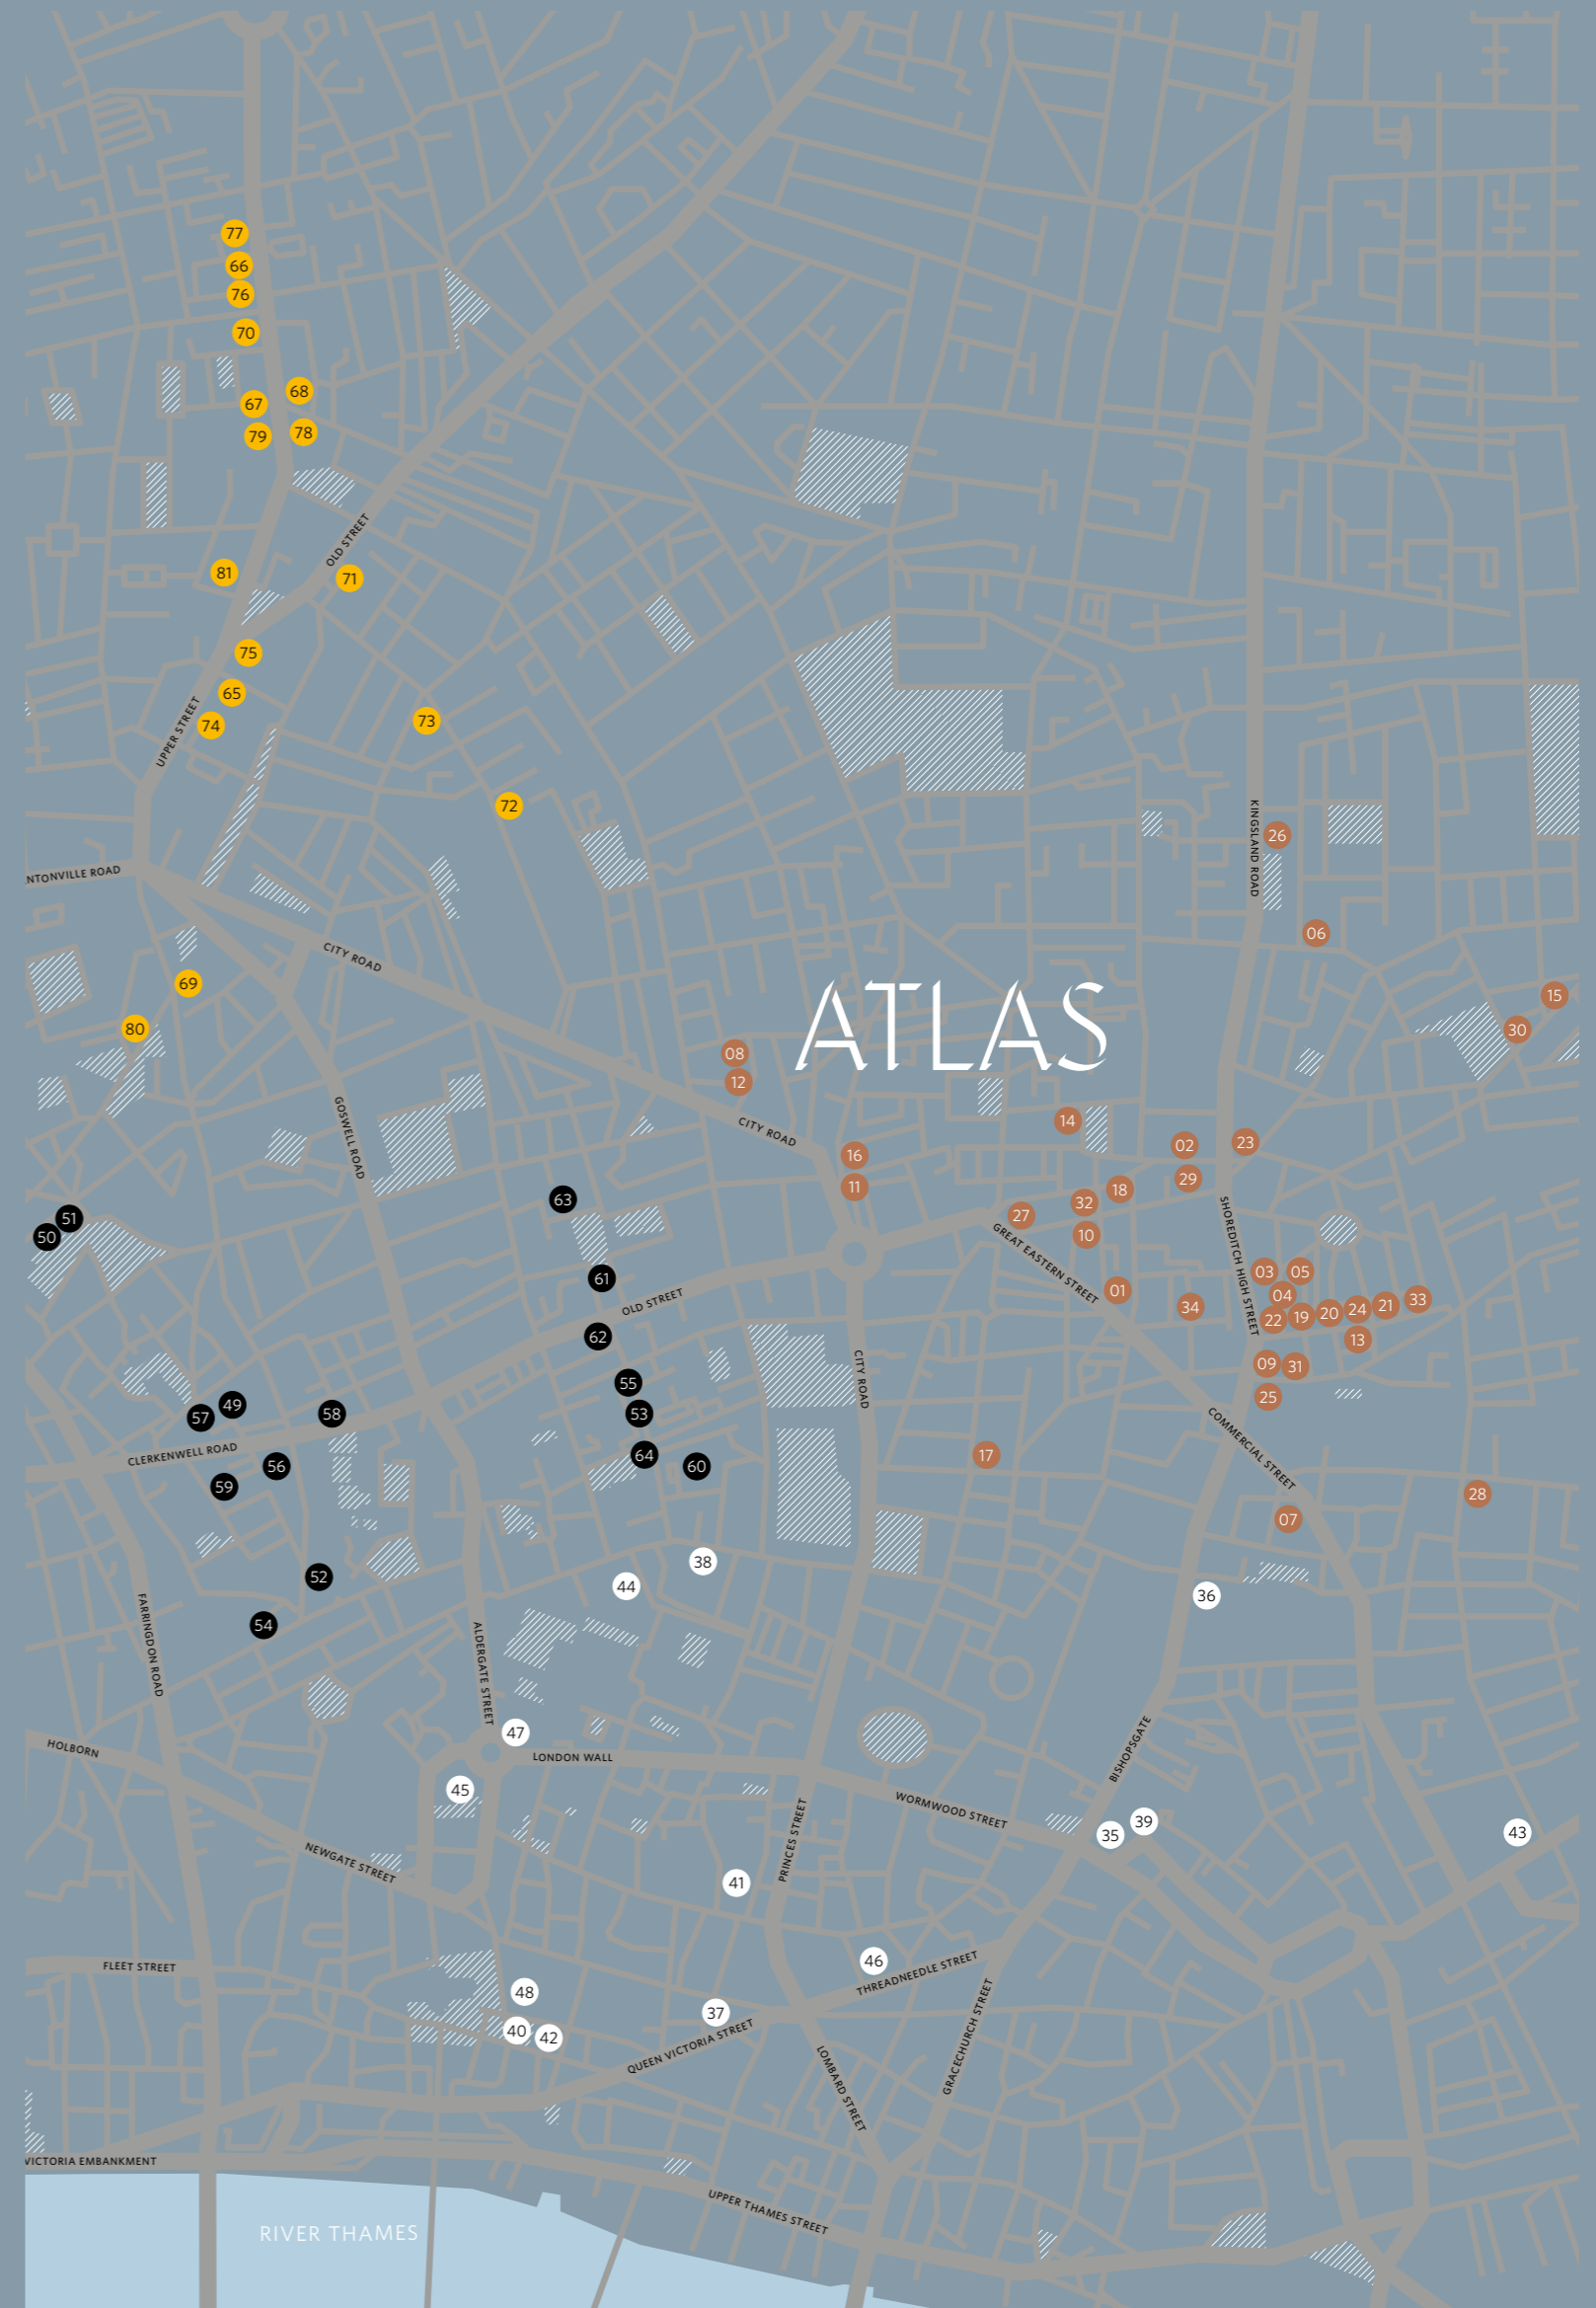 77
66
76
70
68
67
78
79
OLD STREET
81
71
75
65
UPPER STREET
73
74
72
KINGSLAND ROAD
26
NTONVILLE ROAD
06
CITY ROAD
69
ATLAS
15
80
30
08
12
14
CITY ROAD
02
23
16
GOSWELL ROAD
29
11
18
63
32
51
27
50
10
SHOREDITCH HIGH STREET
GREAT EASTERN STREET
03
05
61
01
04
OLD STREET
33
34
21
24
20
19
22
62
13
09
31
CITY ROAD
55
25
49
53
58
57
COMMERCIAL STREET
CLERKENWELL ROAD
64
17
56
60
59
28
07
38
52
44
36
54
FARRINGDON ROAD
ALDERGATE STREET
47
BISHOPSGATE
HOLBORN
LONDON WALL
45
WORMWOOD STREET
39
43
35
PRINCES STREET
NEWGATE STREET
41
46
FLEET STREET
THREADNEEDLE STREET
48
37
40
42
GRACECHURCH STREET
QUEEN VICTORIA STREET
LOMBARD STREET
VICTORIA EMBANKMENT
UPPER THAMES STREET
RIVER THAMES